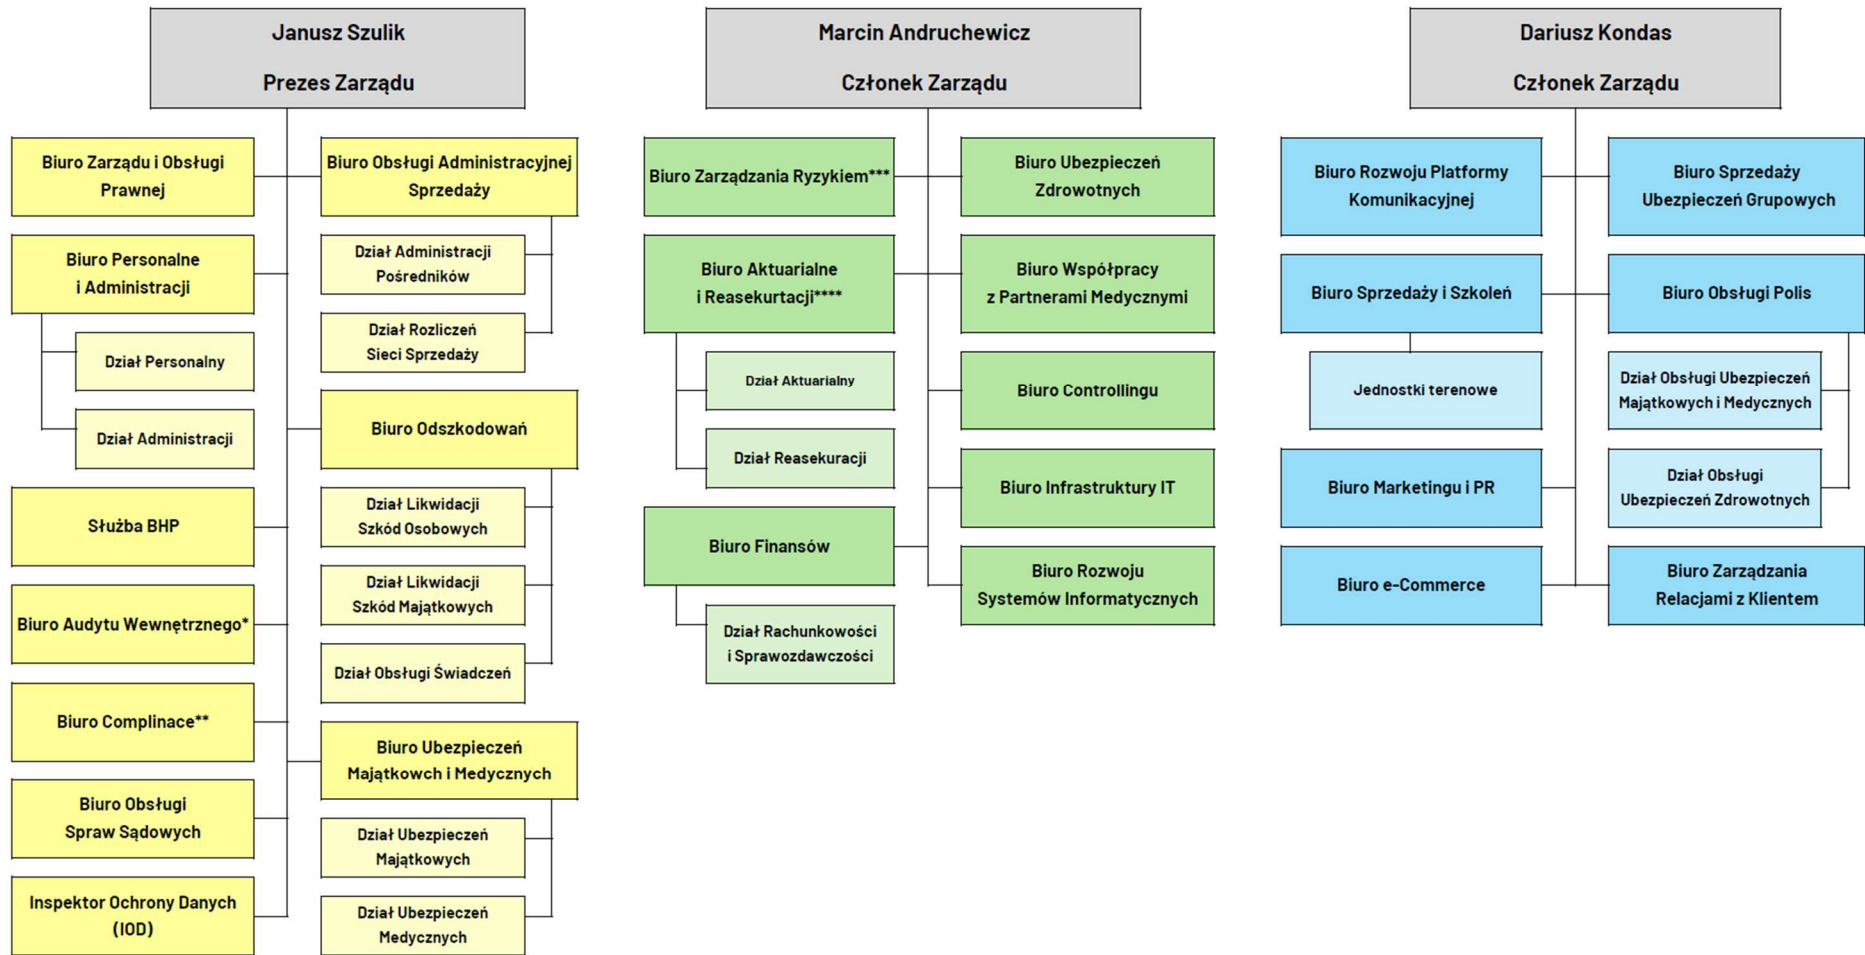 Janusz Szulik
Prezes Zarządu
Biuro Zarządu i Obsługi
Prawnej
Biuro Personalne
i Administracji
Dział Personalny
Dział Administracji
Służba BHP
Biuro Audytu Wewnętrznego*
Biuro Complinace**
Biuro Obsługi
Spraw Sądowych
Inspektor Ochrony Danych
(IOD)
Biuro Obsługi Administracyjnej
Sprzedaży
Dział Administracji
Pośredników
Dział Rozliczeń
Sieci Sprzedaży
Biuro Odszkodowań
Dział Likwidacji
Szkód Osobowych
Dział Likwidacji
Szkód Majątkowych
Dział Obsługi Świadczeń
Biuro Ubezpieczeń
Majątkowch i Medycznych
Dział Ubezpieczeń
Majątkowych
Dział Ubezpieczeń
Medycznych
Marcin Andruchewicz
Członek Zarządu
Biuro Zarządzania Ryzykiem***
Biuro Aktuarialne
i Reasekurtacji****
Dział Aktuarialny
Dział Reasekuracji
Biuro Finansów
Dział Rachunkowości
i Sprawozdawczości
Biuro Ubezpieczeń
Zdrowotnych
Biuro Współpracy
z Partnerami Medycznymi
Biuro Controllingu
Biuro Infrastruktury IT
Biuro Rozwoju
Systemów Informatycznych
Dariusz Kondas
Członek Zarządu
Biuro Rozwoju Platformy
Komunikacyjnej
Biuro Sprzedaży i Szkoleń
Jednostki terenowe
Biuro Marketingu i PR
Biuro e-Commerce
Biuro Sprzedaży
Ubezpieczeń Grupowych
Biuro Obsługi Polis
Dział Obsługi Ubezpieczeń
Majątkowych i Medycznych
Dział Obsługi
Ubezpieczeń Zdrowotnych
Biuro Zarządzania
Relacjami z Klientem